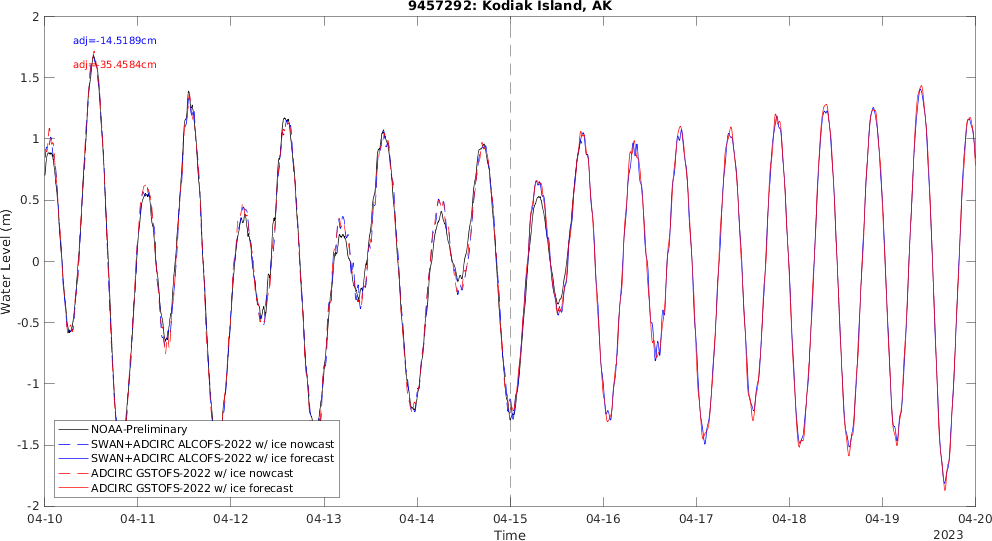 9457292: Kodiak Island, AK
adj=-14.5189cm
adj=-35.4584cm
Water Level (m)
2
1.5
1
0.5
0
-0.5
-1
-1.5
-2
NOAA-Preliminary
SWAN+ADCIRC ALCOFS-2022 w/ ice nowcast
SWAN+ADCIRC ALCOFS-2022 w/ ice forecast
ADCIRC GSTOFS-2022 w/ ice nowcast
ADCIRC GSTOFS-2022 w/ ice forecast
04-10 04-11 04-12 04-13 04-14 04-15 04-16 04-17 04-18 04-19 04-20
Time
2023